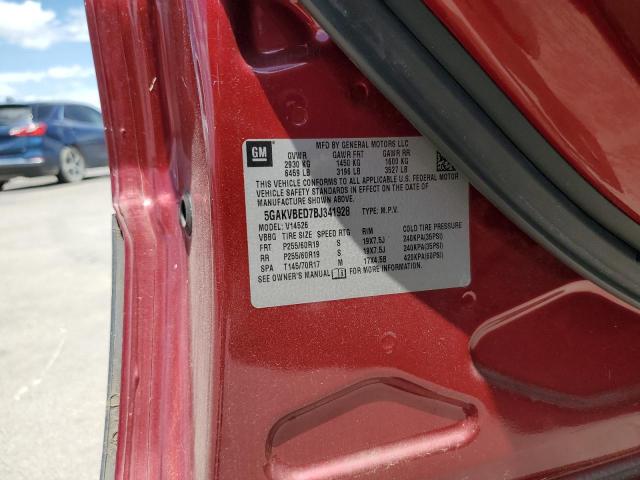 GM
MFD BY GENERAL MOTORS LLC
GVWR GAWR FRT GAWR RR
2930 KG 1450 KG 1600 KG
6459 LB 3196 LB 3527 LB
THIS VEHICLE CONFORMS TO ALL APPLICABLE U.S. FEDERAL MOTOR
VEHICLE SAFETY STANDARDS IN EFFECT ON THE DATE OF
MANUFACTURE SHOWN ABOVE.
5GAKVBED7BJ341928 TYPE: M.P.V.
MODEL: V14526
VBBG TIRE SIZE SPEED RTG RIM COLD TIRE PRESSURE
FRT P255/60R19 S 19X7.5J 240KPA(35PSI)
RR P255/60R19 S 19X7.5J 240KPA(35PSI)
SPA T145/70R17 M 17X4.5B 420KPA(60PSI)
SEE OWNER'S MANUAL FOR MORE INFORMATION.